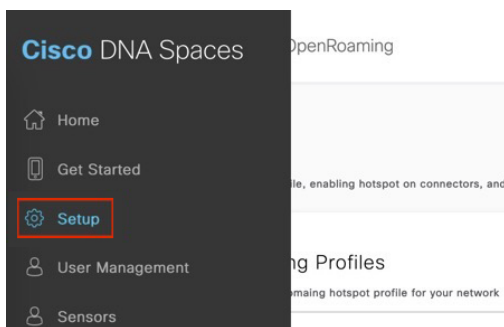 Cisco DNA Spaces
OpenRoaming
Home
Get Started
Setup
User Management
Sensors
ile, enabling hotspot on connectors, and
ng Profiles
omaing hotspot profile for your network